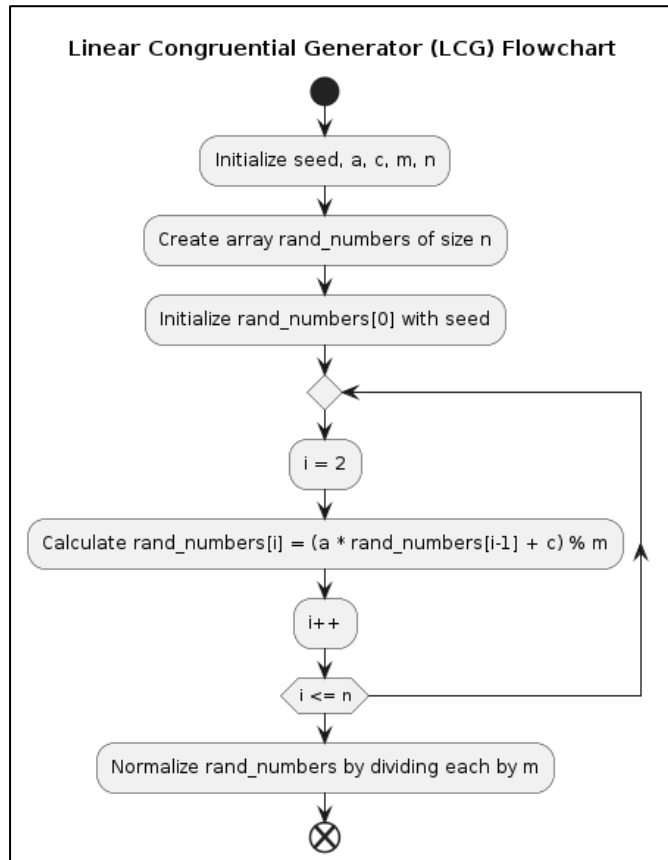 Linear Congruential Generator (LCG) Flowchart
Initialize seed, a, c, m, n
Create array rand_numbers of size n
Initialize rand_numbers[0] with seed
i = 2
Calculate rand_numbers[i] = (a * rand_numbers[i-1] + c) % m
i++
i <= n
Normalize rand_numbers by dividing each by m